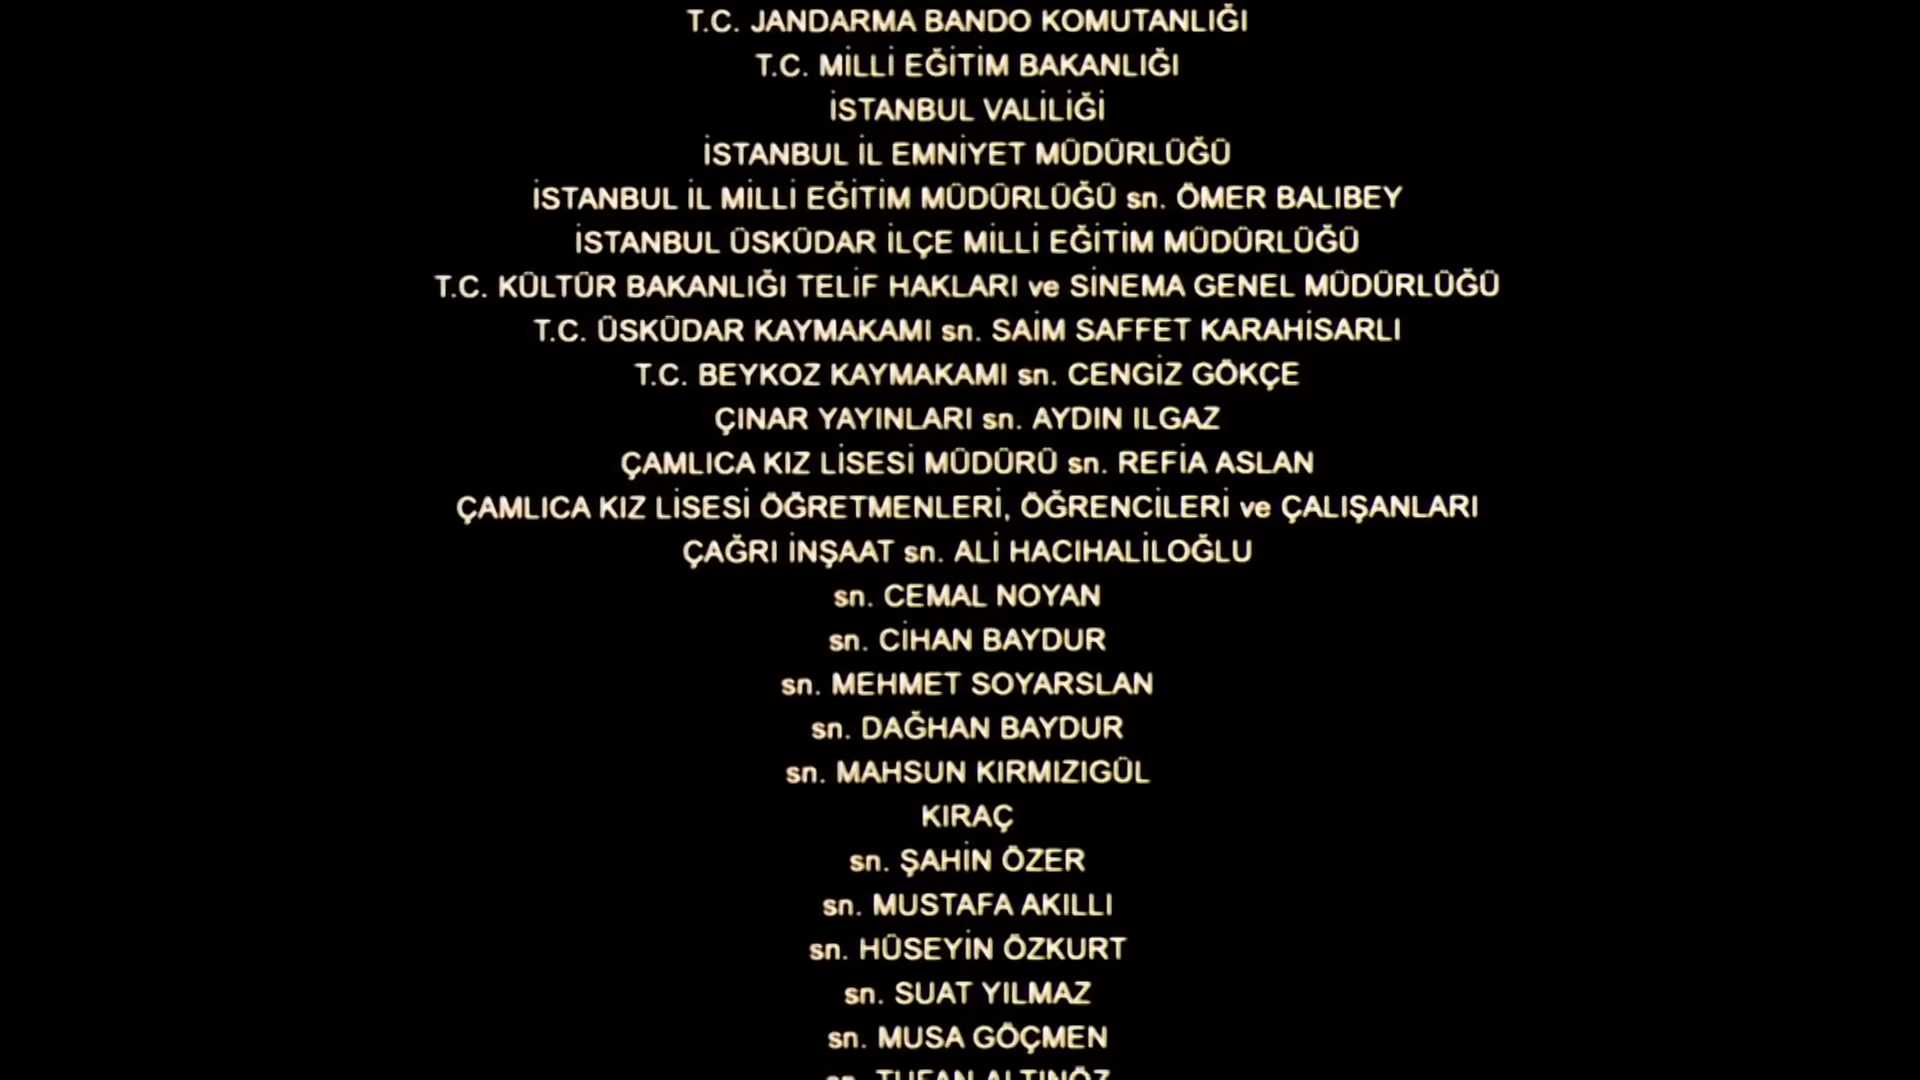 T.C. JANDARMA BANDO KOMUTANLIĞI
T.C. MİLLİ EĞİTİM BAKANLIĞI
İSTANBUL VALİLİĞİ
İSTANBUL İL EMNİYET MÜDÜRLÜĞÜ
İSTANBUL İL MİLLİ EĞİTİM MÜDÜRLÜĞÜ sn. ÖMER BALIBEY
İSTANBUL ÜSKÜDAR İLÇE MİLLİ EĞİTİM MÜDÜRLÜĞÜ
T.C. KÜLTÜR BAKANLIĞI TELİF HAKLARI ve SİNEMA GENEL MÜDÜRLÜĞÜ
T.C. ÜSKÜDAR KAYMAKAMI sn. SAİM SAFFET KARAHİSARLI
T.C. BEYKOZ KAYMAKAMI sn. CENGİZ GÖKÇE
ÇINAR YAYINLARI sn. AYDIN ILGAZ
ÇAMLICA KIZ LİSESİ MÜDÜRÜ sn. REFİA ASLAN
ÇAMLICA KIZ LİSESİ ÖĞRETMENLERİ, ÖĞRENCİLERİ ve ÇALIŞANLARI
ÇAĞRI İNŞAAT sn. ALİ HACIHALİLOĞLU
sn. CEMAL NOYAN
sn. CİHAN BAYDUR
sn. MEHMET SOYARSLAN
sn. DAĞHAN BAYDUR
sn. MAHSUN KIRMIZIGÜL
KIRAÇ
sn. ŞAHİN ÖZER
sn. MUSTAFA AKILLI
sn. HÜSEYİN ÖZKURT
sn. SUAT YILMAZ
sn. MUSA GÖÇMEN
sn. TUFAN ALTINÖZ